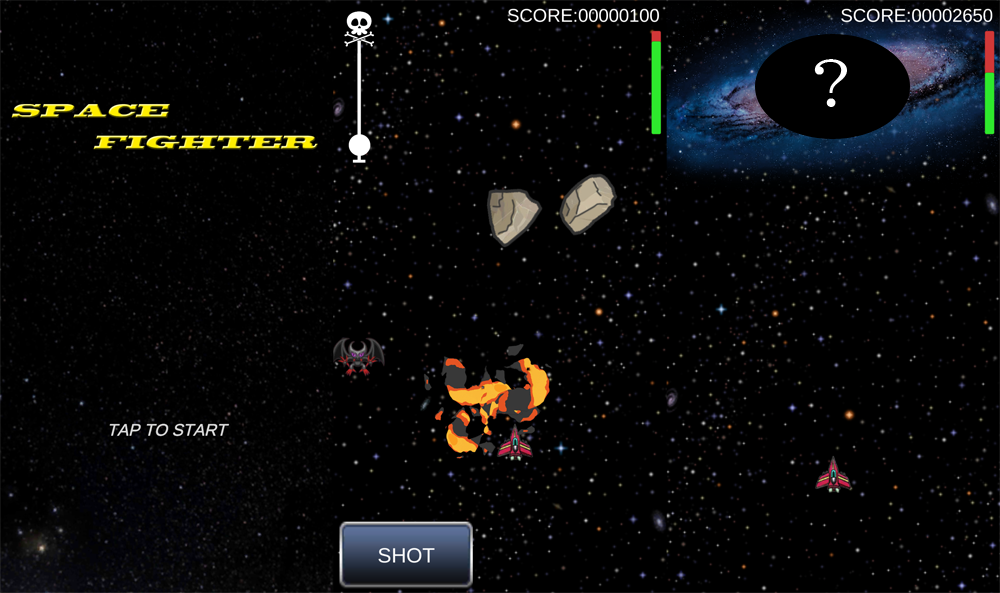 SPACE
FIGHTER
TAP TO START
SCORE:00000100
SHOT
SCORE:00002650
?